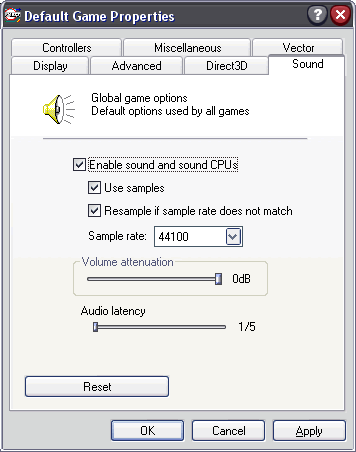 Default Game Properties
Controllers Miscellaneous Vector
Display Advanced Direct3D Sound
Global game options
Default options used by all games
Enable sound and sound CPUs
Use samples
Resample if sample rate does not match
Sample rate: 44100
Volume attenuation
0dB
Audio latency
1/5
Reset
OK Cancel Apply